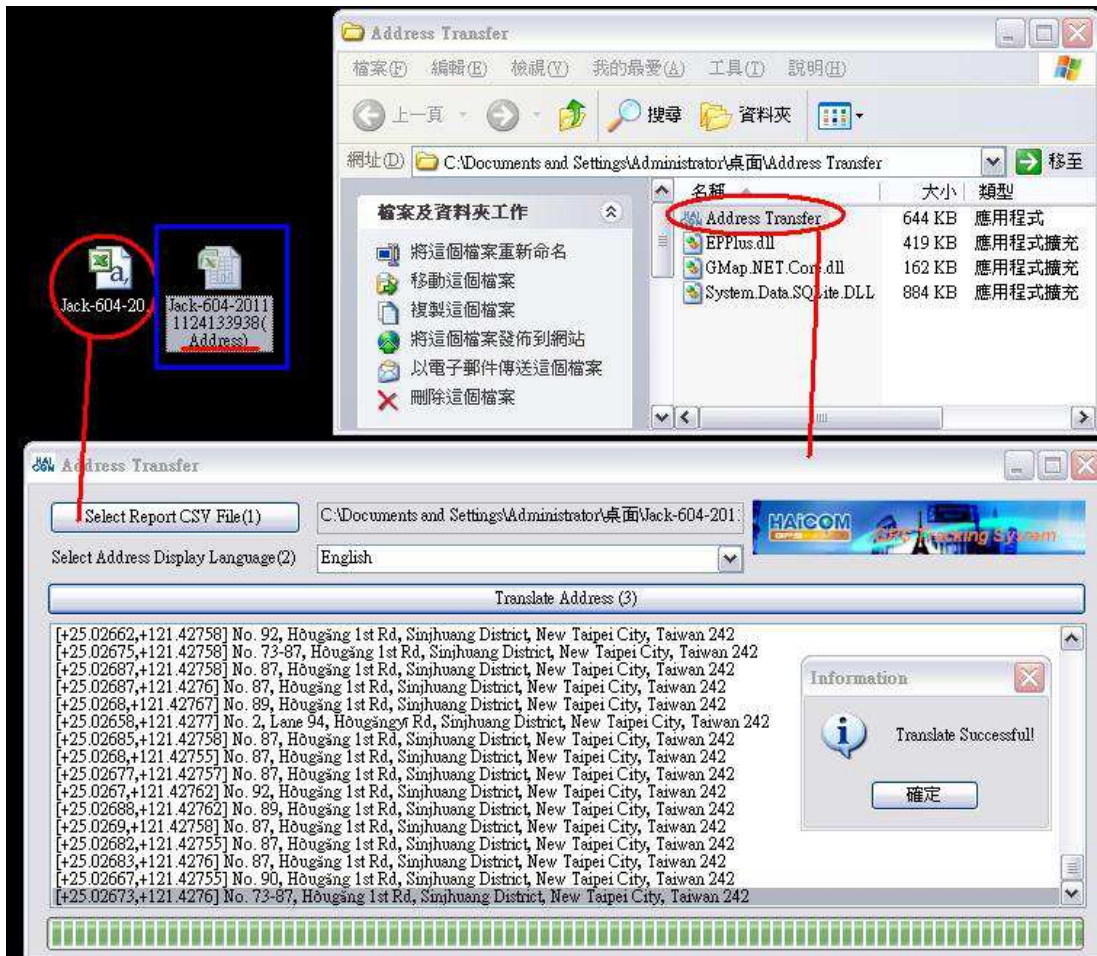 Address Transfer
檔案(F) 編輯(E) 檢視(V) 我的最愛(A) 工具(T) 說明(H)
上一頁 搜尋 資料夾
網址(D) C:\Documents and Settings\Administrator\桌面\Address Transfer 移至
檔案及資料夾工作
將這個檔案重新命名
移動這個檔案
複製這個檔案
將這個檔案發佈到網站
以電子郵件傳送這個檔案
刪除這個檔案
名稱 大小 類型
Address Transfer 644 KB 應用程式
EPPlus.dll 419 KB 應用程式擴充
GMap.NET.Core.dll 162 KB 應用程式擴充
System.Data.SQLite.DLL 884 KB 應用程式擴充
Jack-604-20
Jack-604-2011
1124133938(
Address)
Address Transfer
Select Report CSV File(1) C:\Documents and Settings\Administrator\桌面\Jack-604-201
HAICOM
GPS Tracking System
Select Address Display Language(2) English
Translate Address (3)
[+25.02662,+121.42758] No. 92, Hòugǎng 1st Rd, Sinjhuang District, New Taipei City, Taiwan 242
[+25.02675,+121.42758] No. 73-87, Hòugǎng 1st Rd, Sinjhuang District, New Taipei City, Taiwan 242
[+25.02687,+121.42758] No. 87, Hòugǎng 1st Rd, Sinjhuang District, New Taipei City, Taiwan 242
[+25.02687,+121.4276] No. 87, Hòugǎng 1st Rd, Sinjhuang District, New Taipei City, Taiwan 242
[+25.0268,+121.42767] No. 89, Hòugǎng 1st Rd, Sinjhuang District, New Taipei City, Taiwan 242
[+25.02658,+121.4277] No. 2, Lane 94, Hòugǎngyī Rd, Sinjhuang District, New Taipei City, Taiwan 242
[+25.02685,+121.42758] No. 87, Hòugǎng 1st Rd, Sinjhuang District, New Taipei City, Taiwan 242
[+25.0268,+121.42755] No. 87, Hòugǎng 1st Rd, Sinjhuang District, New Taipei City, Taiwan 242
[+25.02677,+121.42757] No. 87, Hòugǎng 1st Rd, Sinjhuang District, New Taipei City, Taiwan 242
[+25.0267,+121.42762] No. 92, Hòugǎng 1st Rd, Sinjhuang District, New Taipei City, Taiwan 242
[+25.02688,+121.42762] No. 89, Hòugǎng 1st Rd, Sinjhuang District, New Taipei City, Taiwan 242
[+25.0269,+121.42758] No. 87, Hòugǎng 1st Rd, Sinjhuang District, New Taipei City, Taiwan 242
[+25.02682,+121.42755] No. 87, Hòugǎng 1st Rd, Sinjhuang District, New Taipei City, Taiwan 242
[+25.02683,+121.4276] No. 87, Hòugǎng 1st Rd, Sinjhuang District, New Taipei City, Taiwan 242
[+25.02667,+121.42755] No. 90, Hòugǎng 1st Rd, Sinjhuang District, New Taipei City, Taiwan 242
[+25.02673,+121.4276] No. 73-87, Hòugǎng 1st Rd, Sinjhuang District, New Taipei City, Taiwan 242
Information
Translate Successful!
確定